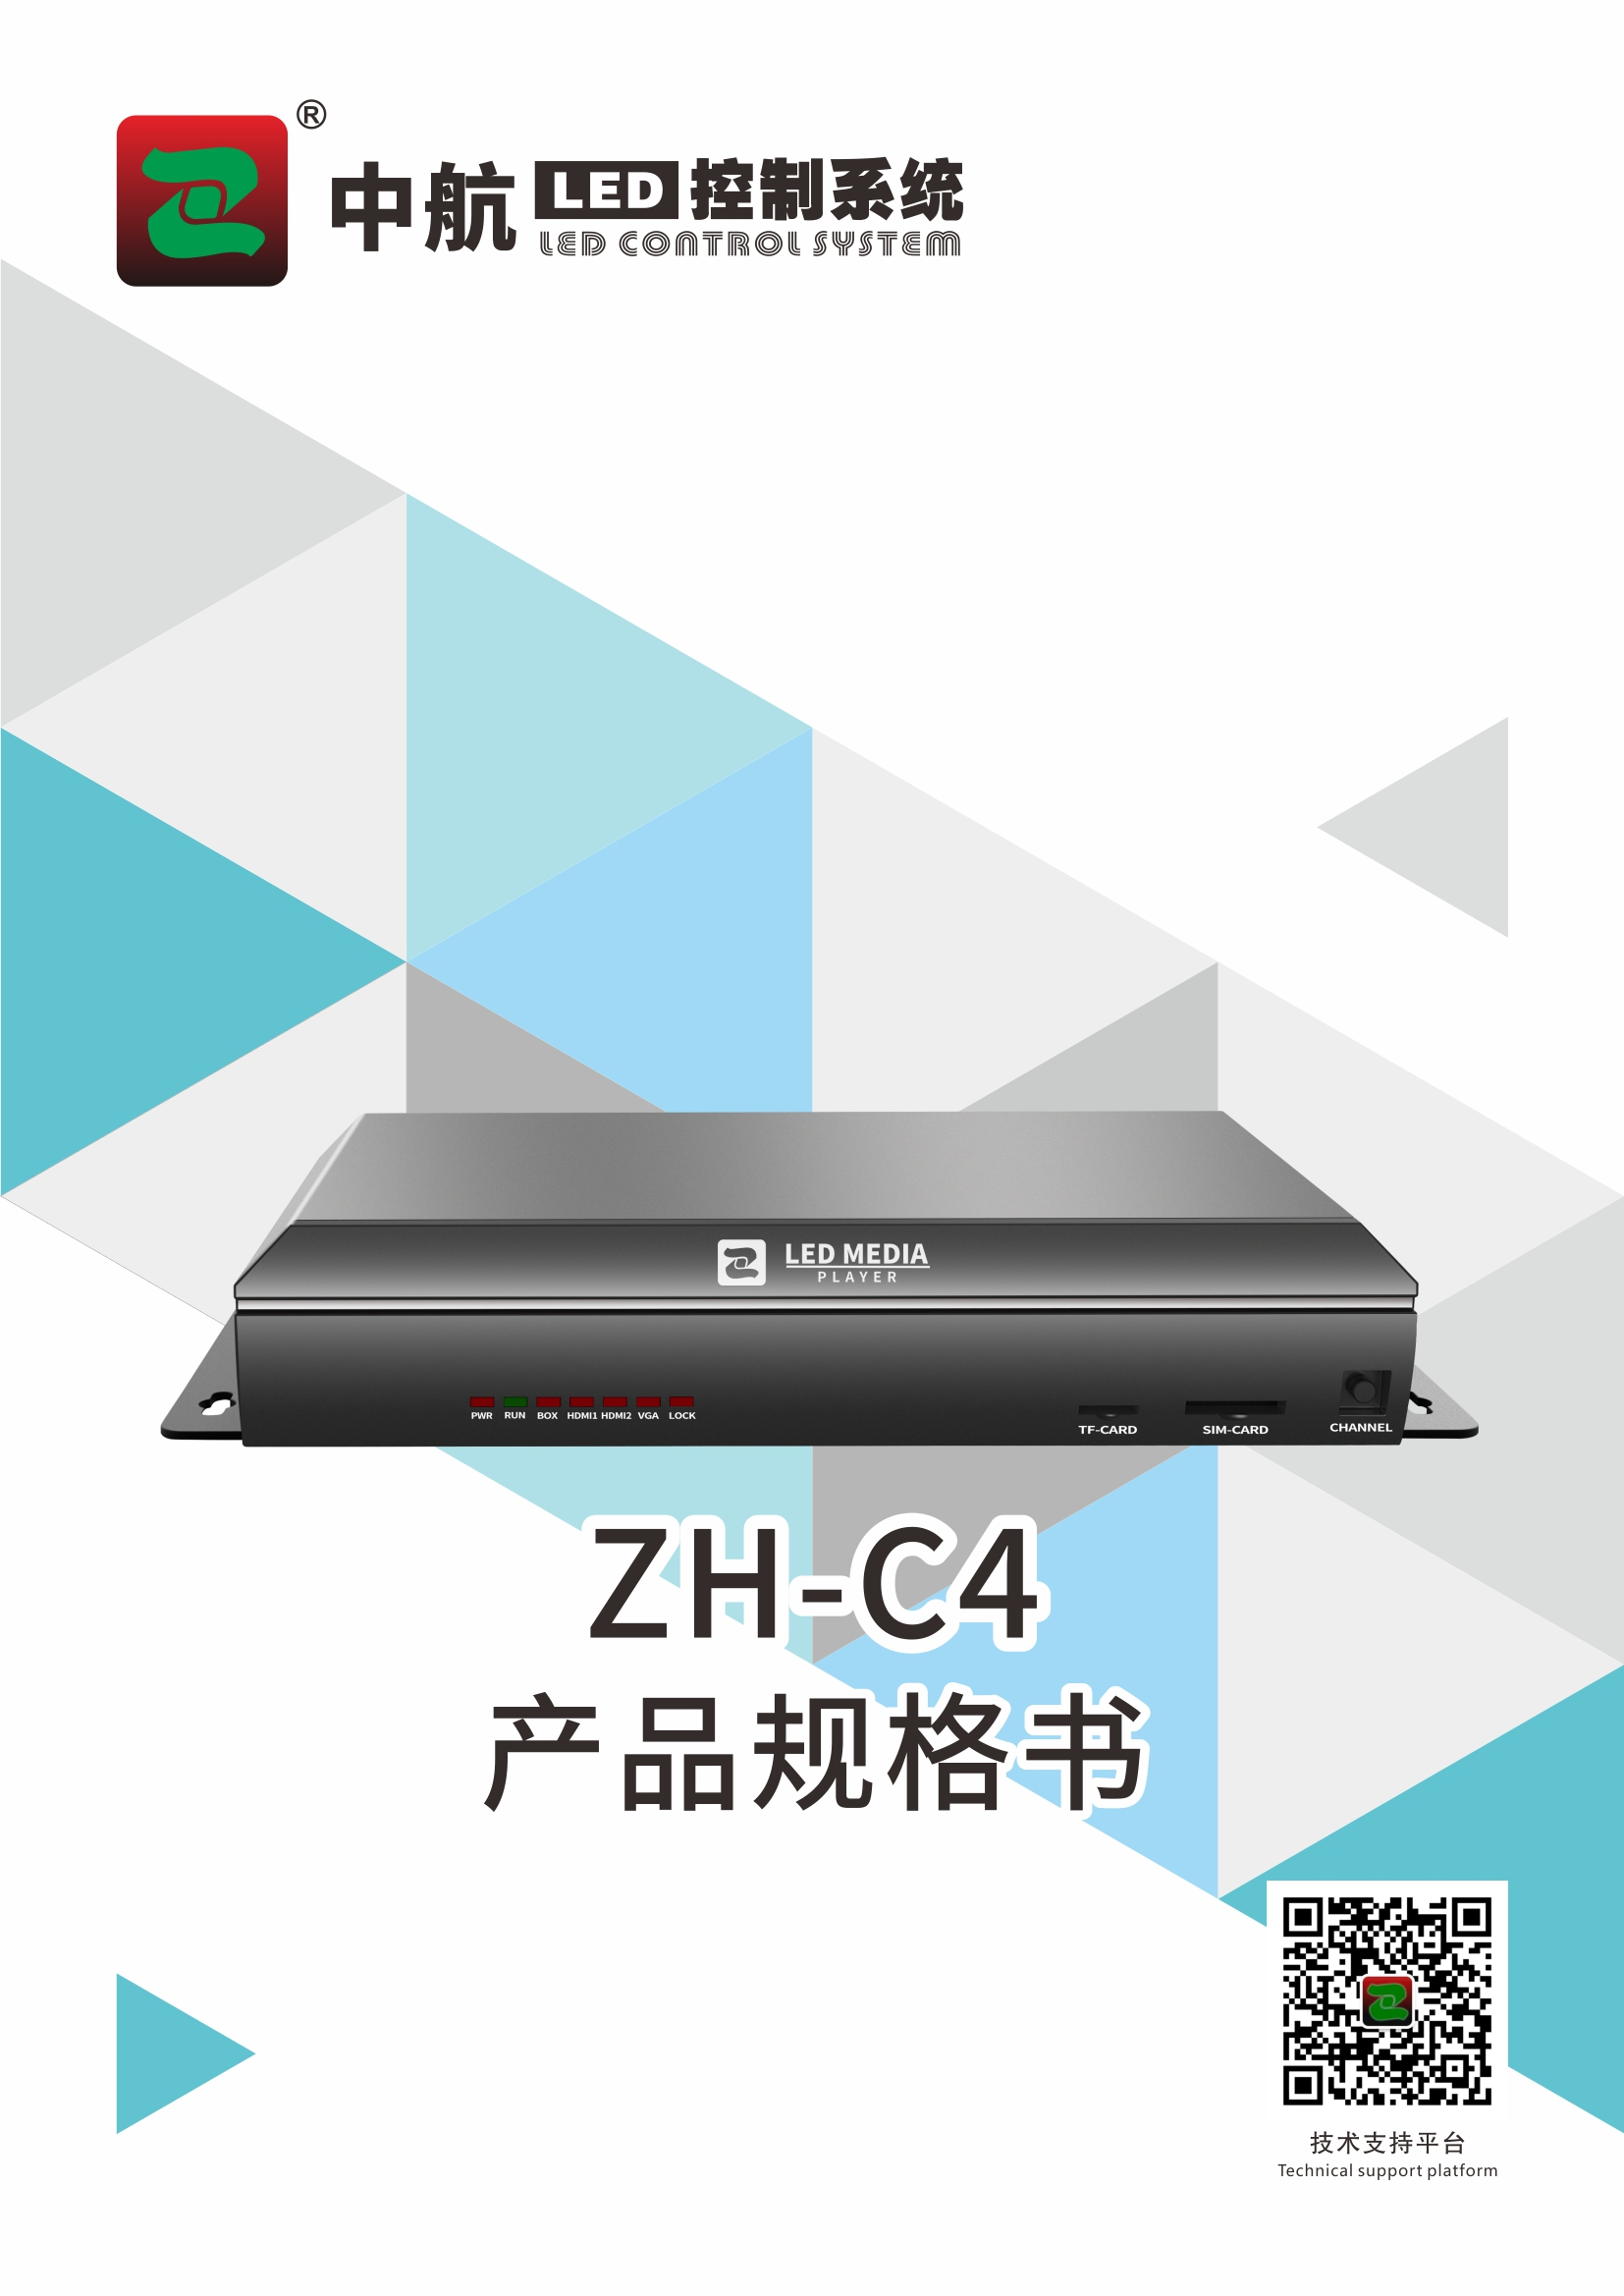 ®
中航 LED 控制系统
LED CONTROL SYSTEM
LED MEDIA
PLAYER
PWR RUN BOX HDMI1 HDMI2 VGA LOCK
TF-CARD SIM-CARD CHANNEL
ZH-C4
产品规格书
技术支持平台
Technical support platform